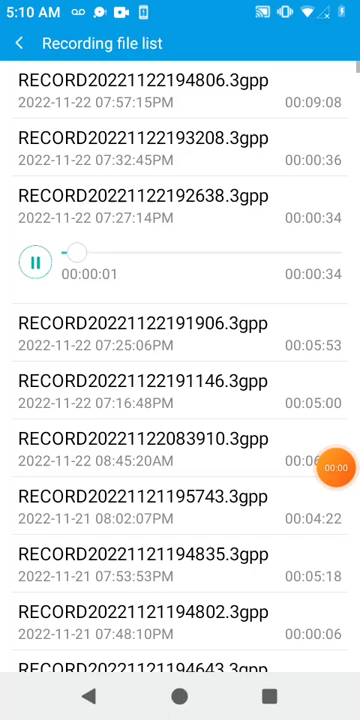 5:10 AM
Recording file list
RECORD20221122194806.3gpp
2022-11-22 07:57:15PM 00:09:08
RECORD20221122193208.3gpp
2022-11-22 07:32:45PM 00:00:36
RECORD20221122192638.3gpp
2022-11-22 07:27:14PM 00:00:34
00:00:01 00:00:34
RECORD20221122191906.3gpp
2022-11-22 07:25:06PM 00:05:53
RECORD20221122191146.3gpp
2022-11-22 07:16:48PM 00:05:00
RECORD20221122083910.3gpp
2022-11-22 08:45:20AM
00:00
RECORD20221121195743.3gpp
2022-11-21 08:02:07PM 00:04:22
RECORD20221121194835.3gpp
2022-11-21 07:53:53PM 00:05:18
RECORD20221121194802.3gpp
2022-11-21 07:48:10PM 00:00:06
RECORD20221121194643.3gpp